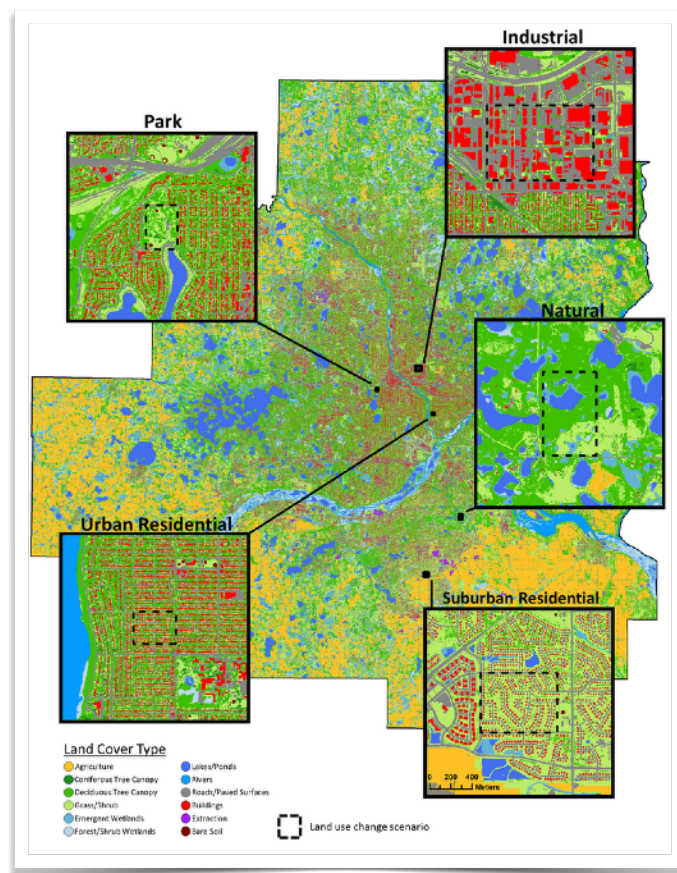 Industrial
Park
Natural
Urban Residential
Suburban Residential
0 200 400
Meters
Land Cover Type
Agriculture
Coniferous Tree Canopy
Deciduous Tree Canopy
Grass/Shrub
Emergent Wetlands
Forest/Shrub Wetlands
Lakes/Ponds
Rivers
Roads/Paved Surfaces
Buildings
Extraction
Bare Soil
Land use change scenario